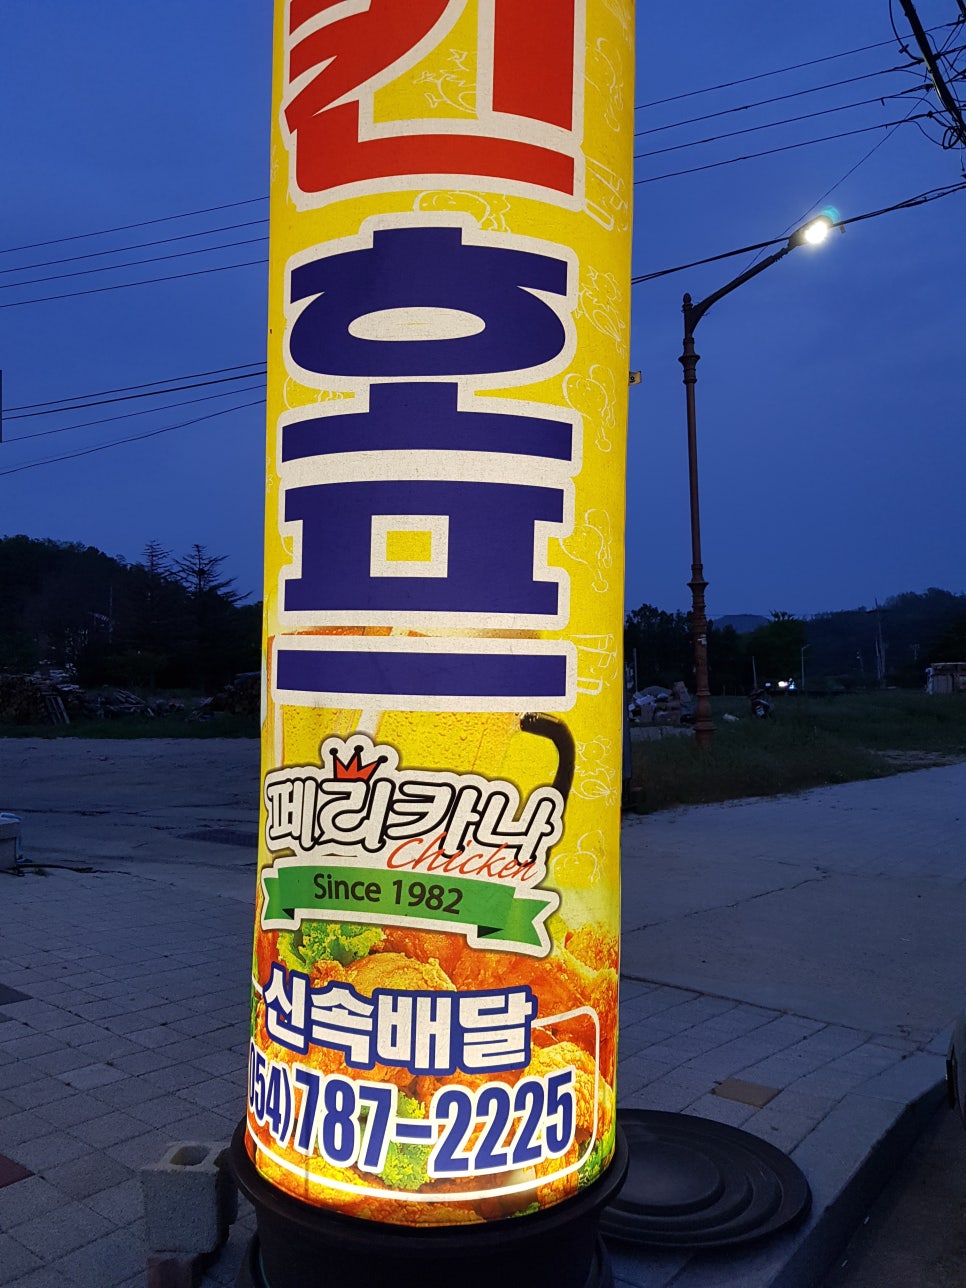 킨
호프
페리카나
Chicken
Since 1982
신속배달
054)787-2225